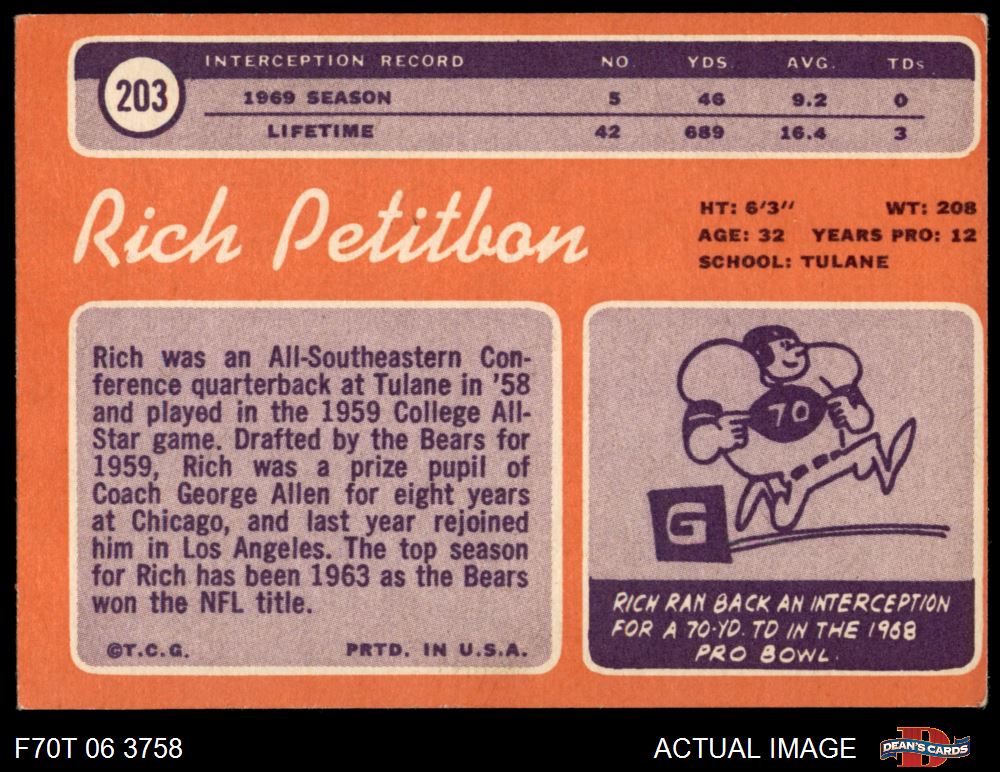 203
INTERCEPTION RECORD NO. YDS. AVG. TDs
1969 SEASON 5 46 9.2 0
LIFETIME 42 689 16.4 3
Rich Petitbon
HT: 6'3" WT: 208
AGE: 32 YEARS PRO: 12
SCHOOL: TULANE
Rich was an All-Southeastern Con-
ference quarterback at Tulane in '58
and played in the 1959 College All-
Star game. Drafted by the Bears for
1959, Rich was a prize pupil of
Coach George Allen for eight years
at Chicago, and last year rejoined
him in Los Angeles. The top season
for Rich has been 1963 as the Bears
won the NFL title.
©T.C.G. PRTD. IN U.S.A.
70
G
RICH RAN BACK AN INTERCEPTION
FOR A 70-YD. TD IN THE 1968
PRO BOWL.
F70T 06 3758
ACTUAL IMAGE
D
DEAN'S CARDS